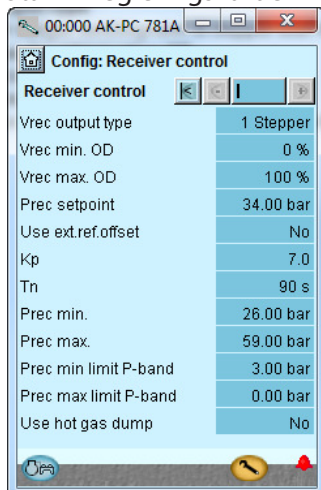 00:000 AK-PC 781A
Config: Receiver control
Receiver control
Vrec output type 1 Stepper
Vrec min. OD 0 %
Vrec max. OD 100 %
Prec setpoint 34.00 bar
Use ext.ref.offset No
Kp 7.0
Tn 90 s
Prec min. 26.00 bar
Prec max. 59.00 bar
Prec min limit P-band 3.00 bar
Prec max limit P-band 0.00 bar
Use hot gas dump No